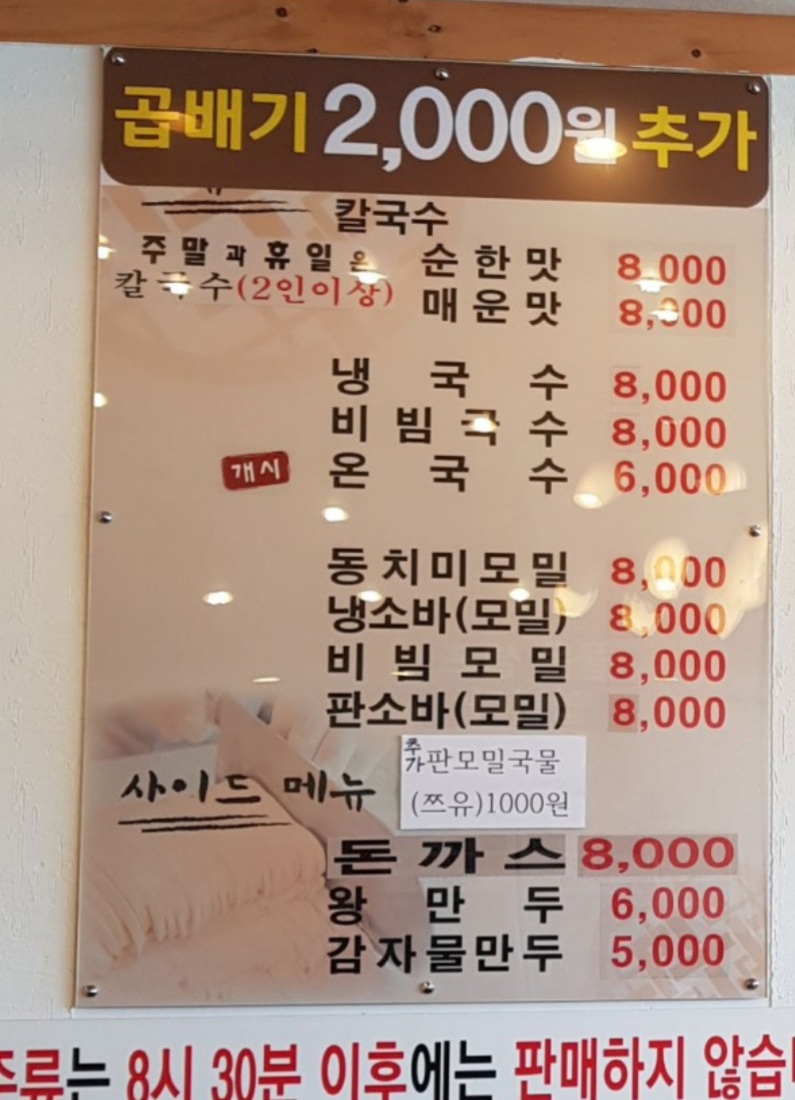 곱배기 2,000원 추가
칼국수
주말과 휴일은
칼국수(2인이상)
순한맛 8,000
매운맛 8,000
냉국수 8,000
비빔국수 8,000
개시 온국수 6,000
동치미모밀 8,000
냉소바(모밀) 8,000
비빔모밀 8,000
판소바(모밀) 8,000
추가 판모밀국물
(쯔유)1000원
사이드 메뉴
돈까스 8,000
왕만두 6,000
감자물만두 5,000
주류는 8시 30분 이후에는 판매하지